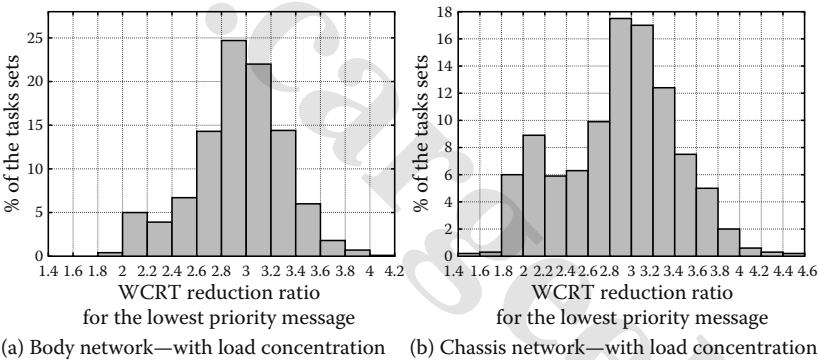 25
20
15
10
5
0
% of the tasks sets
1.4 1.6 1.8 2 2.2 2.4 2.6 2.8 3 3.2 3.4 3.6 3.8 4 4.2
WCRT reduction ratio
for the lowest priority message
(a) Body network—with load concentration
18
16
14
12
10
8
6
4
2
0
% of the tasks sets
1.4 1.6 1.8 2 2.2 2.4 2.6 2.8 3 3.2 3.4 3.6 3.8 4 4.2 4.4 4.6
WCRT reduction ratio
for the lowest priority message
(b) Chassis network—with load concentration
.cargeek